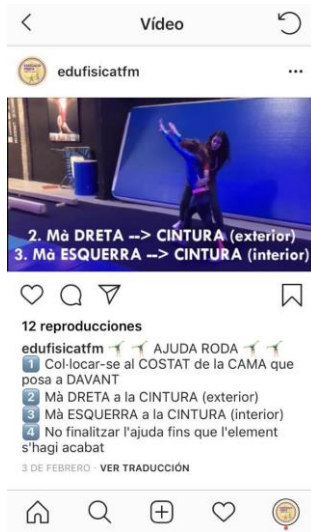 Vídeo
edufisicatfm
2. Mà DRETA --> CINTURA (exterior)
3. Mà ESQUERRA --> CINTURA (interior)
12 reproducciones
edufisicatfm 🤸 🤸 AJUDA RODA 🤸 🤸
1️⃣ Col·locar-se al COSTAT de la CAMA que
posa a DAVANT
2️⃣ Mà DRETA a la CINTURA (exterior)
3️⃣ Mà ESQUERRA a la CINTURA (interior)
4️⃣ No finalitzar l'ajuda fins que l'element
s'hagi acabat
3 DE FEBRERO · VER TRADUCCIÓN